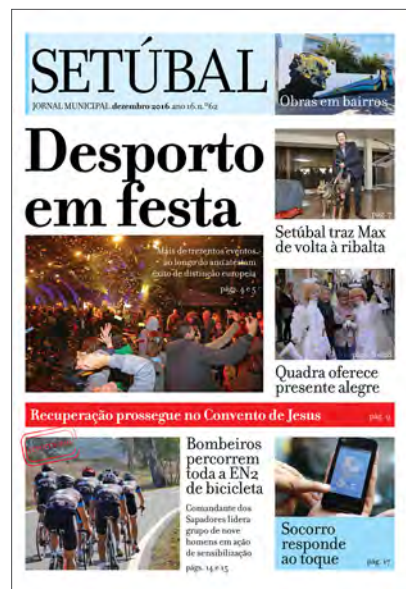 SETÚBAL
JORNAL MUNICIPAL dezembro 2016 ano 16 n.º62
Obras em bairros
Desporto
em festa
Mais de trezentos eventos
ao longo do ano atestam
êxito de distinção europeia
págs. 4 e 5
pág. 7
Setúbal traz Max
de volta à ribalta
Quadra oferece
presente alegre
Recuperação prossegue no Convento de Jesus
pág. 9
Bombeiros
percorrem
toda a EN2
de bicicleta
Comandante dos
Sapadores lidera
grupo de nove
homens em ação
de sensibilização
págs. 14 e 15
Socorro
responde
ao toque
pág. 17